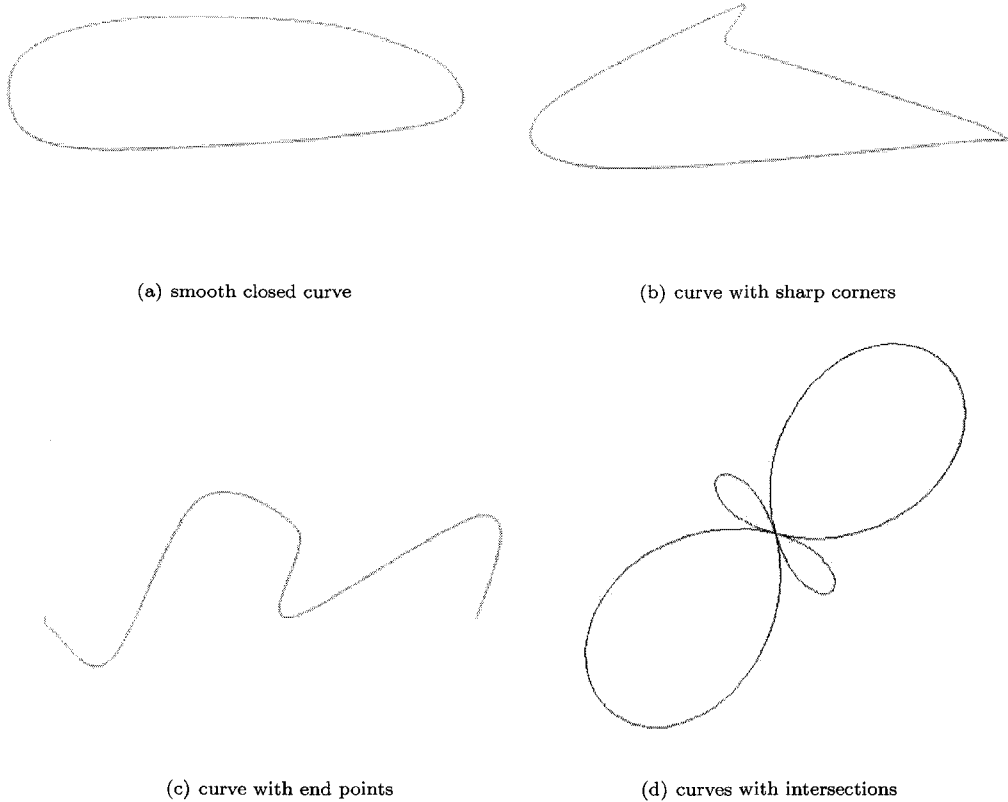 (a) smooth closed curve
(b) curve with sharp corners
(c) curve with end points
(d) curves with intersections